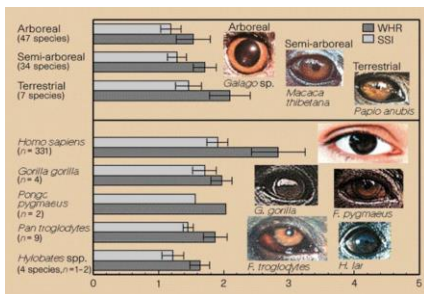 Arboreal
(47 species)
Semi-arboreal
(34 species)
Terrestrial
(7 species)
Homo sapiens
(n = 331)
Gorilla gorilla
(n = 4)
Pongo
pygmaeus
(n = 2)
Pan troglodytes
(n = 9)
Hylobates spp.
(4 species, n = 1-2)
WHR
SSI
Arboreal
Galago sp.
Semi-arboreal
Macaca
thibetana
Terrestrial
Papio anubis
G. gorilla
P. pygmaeus
P. troglodytes
H. lar
0 1 2 3 4 5